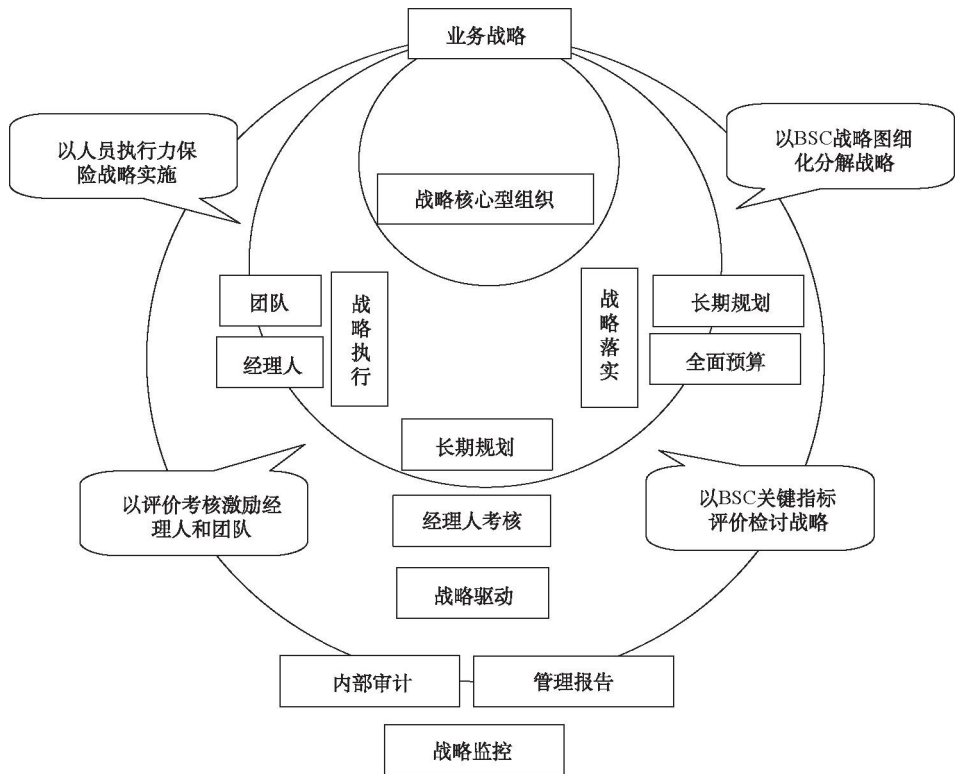 业务战略
以人员执行力保
险战略实施
以BSC战略图细
化分解战略
战略核心型组织
团队
经理人
战略执行
战略落实
长期规划
全面预算
长期规划
以评价考核激励经
理人和团队
经理人考核
以BSC关键指标
评价检讨战略
战略驱动
内部审计
管理报告
战略监控